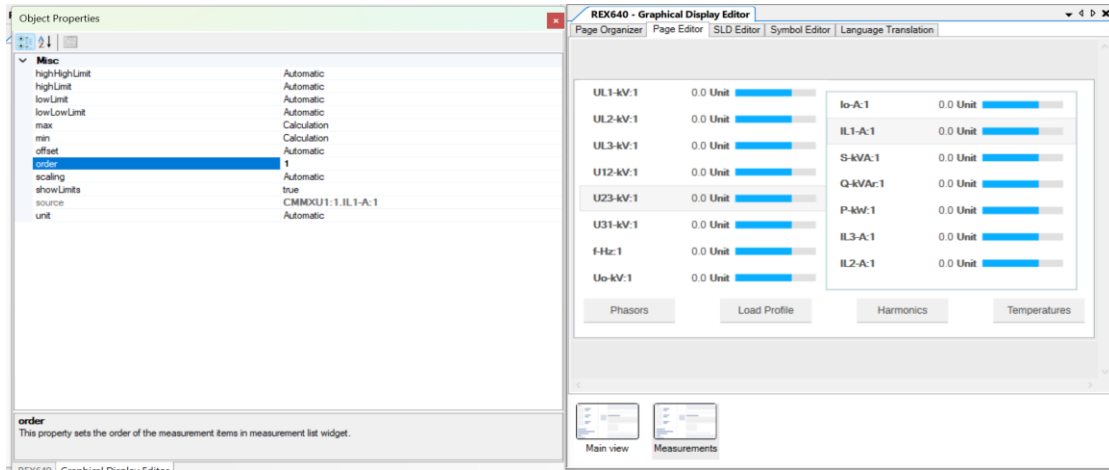 Object Properties
Misc
highHighLimit Automatic
highLimit Automatic
lowLimit Automatic
lowLowLimit Automatic
max Calculation
min Calculation
offset Automatic
order 1
scaling Automatic
showLimits true
source CMMXU1:1.IL1-A:1
unit Automatic
order
This property sets the order of the measurement items in measurement list widget.
REX640 Graphical Display Editor
REX640 - Graphical Display Editor
Page Organizer Page Editor SLD Editor Symbol Editor Language Translation
UL1-kV:1 0.0 Unit
UL2-kV:1 0.0 Unit
UL3-kV:1 0.0 Unit
U12-kV:1 0.0 Unit
U23-kV:1 0.0 Unit
U31-kV:1 0.0 Unit
f-Hz:1 0.0 Unit
Uo-kV:1 0.0 Unit
Io-A:1 0.0 Unit
IL1-A:1 0.0 Unit
S-kVA:1 0.0 Unit
Q-kVAr:1 0.0 Unit
P-kW:1 0.0 Unit
IL3-A:1 0.0 Unit
IL2-A:1 0.0 Unit
Phasors Load Profile Harmonics Temperatures
Main view Measurements